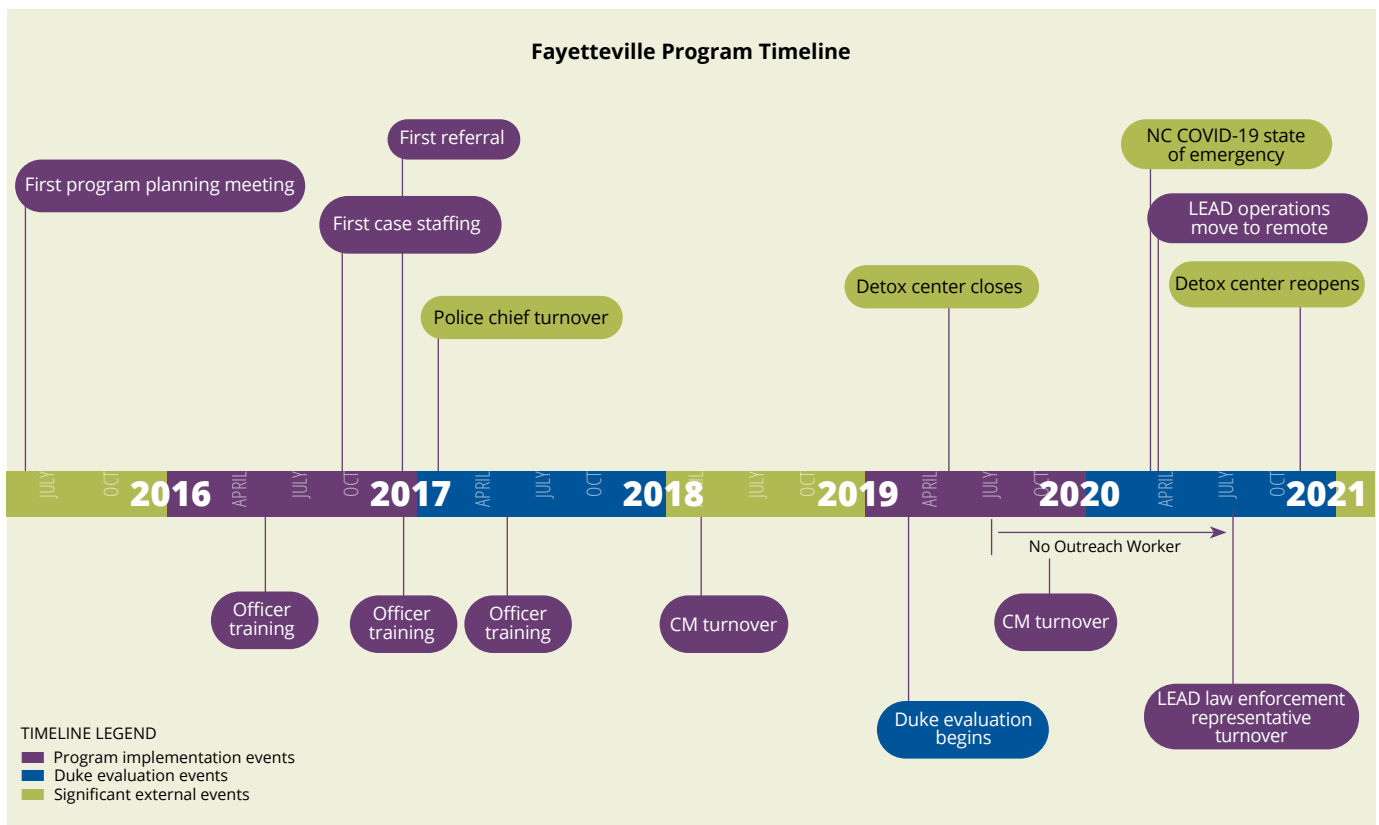 Fayetteville Program Timeline
First referral
First program planning meeting
First case staffing
Police chief turnover
NC COVID-19 state
of emergency
LEAD operations
move to remote
Detox center closes
Detox center reopens
JULY
OCT
2016
APRIL
JULY
OCT
2017
APRIL
JULY
OCT
2018
APRIL
JULY
OCT
2019
APRIL
JULY
OCT
2020
APRIL
JULY
OCT
2021
No Outreach Worker
Officer
training
Officer
training
Officer
training
CM turnover
CM turnover
Duke evaluation
begins
LEAD law enforcement
representative
turnover
TIMELINE LEGEND
Program implementation events
Duke evaluation events
Significant external events